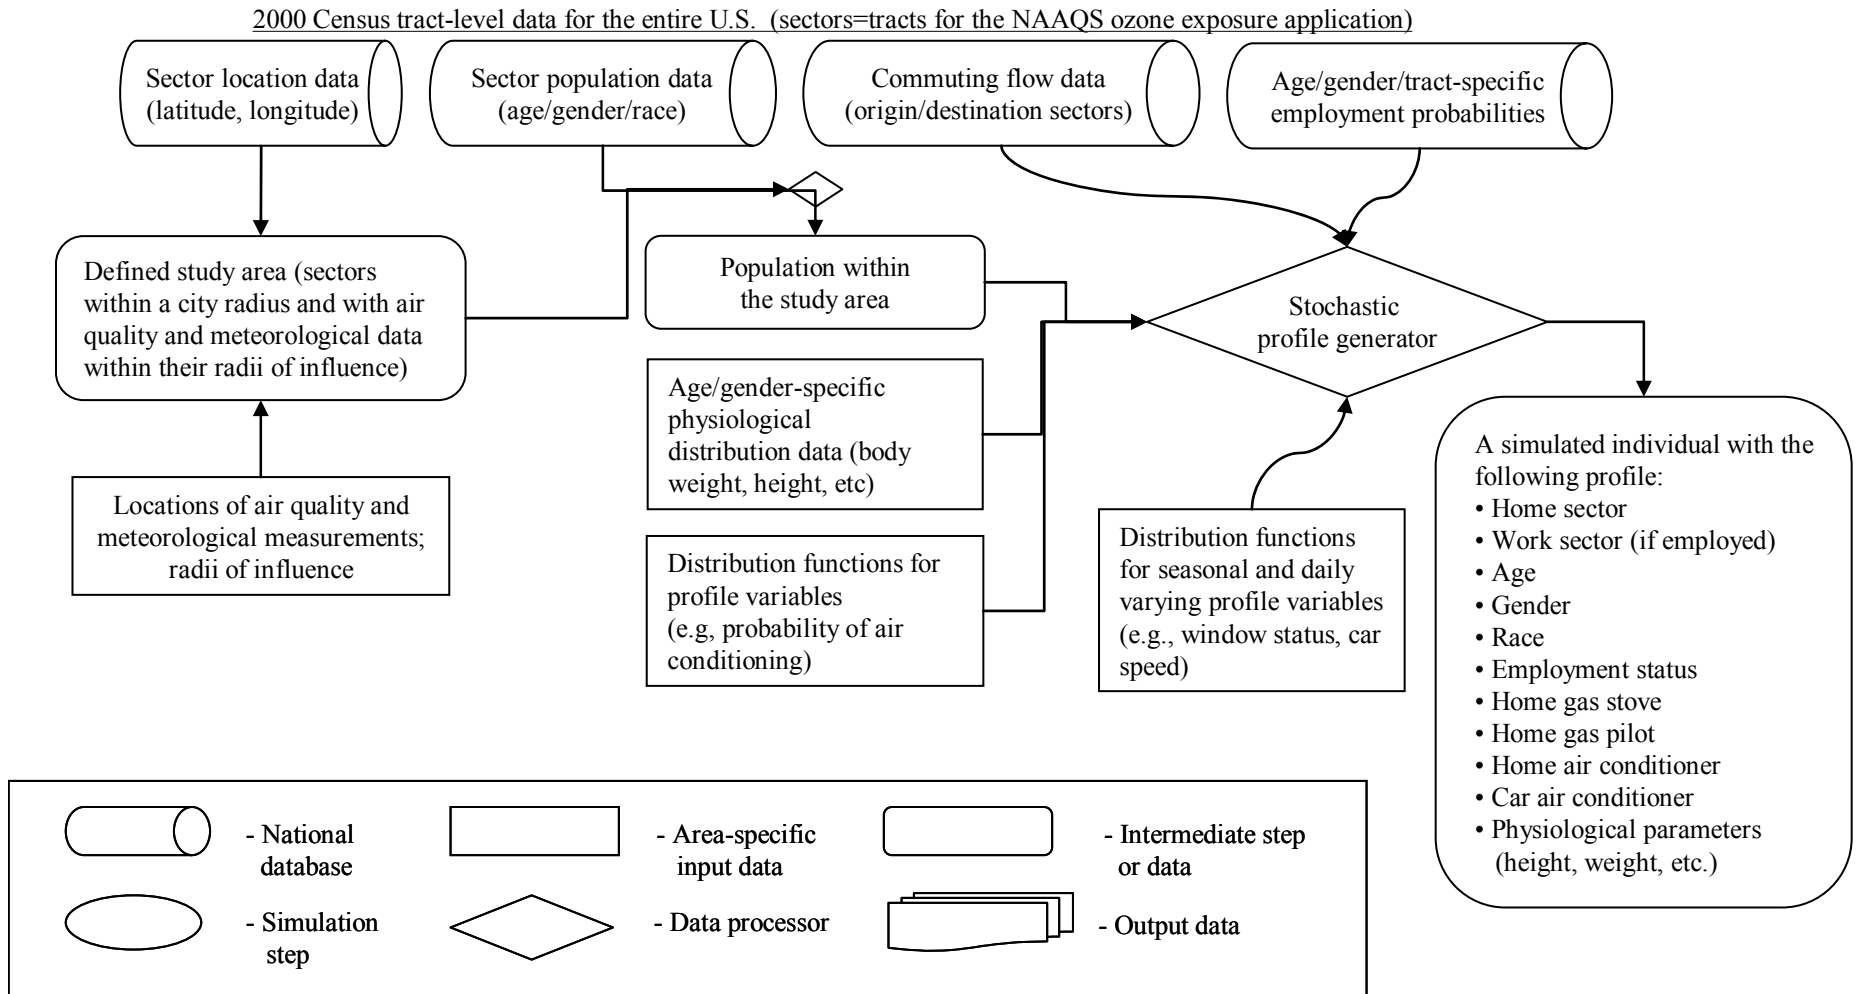 2000 Census tract-level data for the entire U.S. (sectors=tracts for the NAAQS ozone exposure application)
Sector location data
(latitude, longitude)
Sector population data
(age/gender/race)
Commuting flow data
(origin/destination sectors)
Age/gender/tract-specific
employment probabilities
Defined study area (sectors
within a city radius and with air
quality and meteorological data
within their radii of influence)
Population within
the study area
Stochastic
profile generator
Age/gender-specific
physiological
distribution data (body
weight, height, etc)
Locations of air quality and
meteorological measurements;
radii of influence
Distribution functions for
profile variables
(e.g, probability of air
conditioning)
Distribution functions
for seasonal and daily
varying profile variables
(e.g., window status, car
speed)
A simulated individual with the
following profile:
• Home sector
• Work sector (if employed)
• Age
• Gender
• Race
• Employment status
• Home gas stove
• Home gas pilot
• Home air conditioner
• Car air conditioner
• Physiological parameters
(height, weight, etc.)
- National
database
- Area-specific
input data
- Intermediate step
or data
- Simulation
step
- Data processor
- Output data